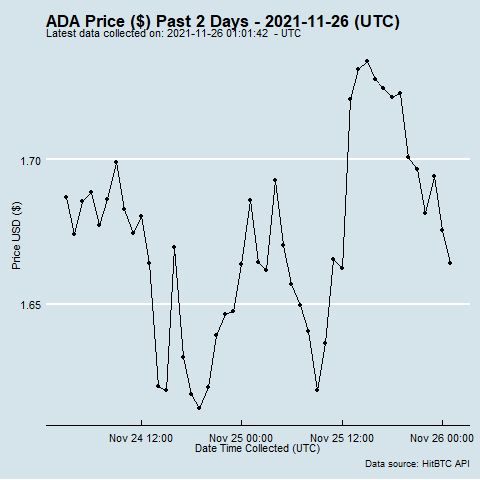 ADA Price ($) Past 2 Days - 2021-11-26 (UTC)
Latest data collected on: 2021-11-26 01:01:42 - UTC
1.70
Price USD ($)
1.65
Nov 24 12:00 Nov 25 00:00 Nov 25 12:00 Nov 26 00:00
Date Time Collected (UTC)
Data source: HitBTC API